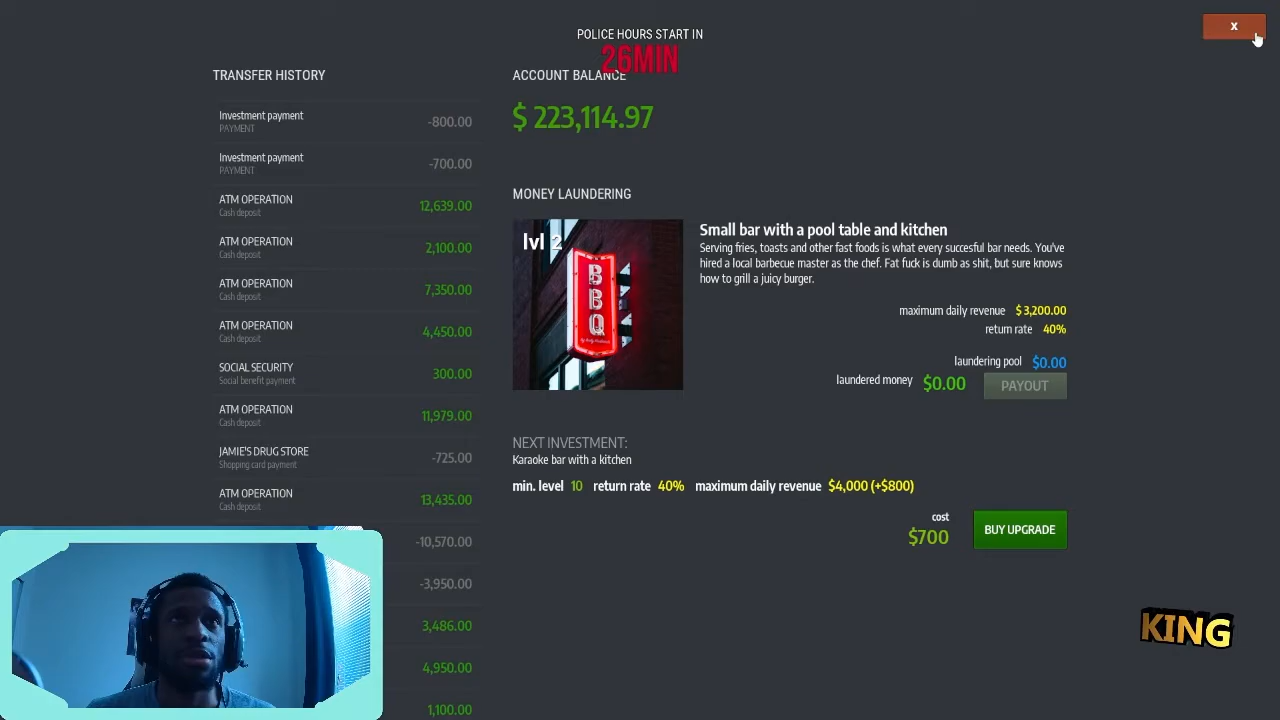 POLICE HOURS START IN
26MIN
X
TRANSFER HISTORY
Investment payment
PAYMENT
-800.00
Investment payment
PAYMENT
-700.00
ATM OPERATION
Cash deposit
12,639.00
ATM OPERATION
Cash deposit
2,100.00
ATM OPERATION
Cash deposit
7,350.00
ATM OPERATION
Cash deposit
4,450.00
SOCIAL SECURITY
Social benefit payment
300.00
ATM OPERATION
Cash deposit
11,979.00
JAMIE'S DRUG STORE
Shopping card payment
-725.00
ATM OPERATION
Cash deposit
13,435.00
-10,570.00
-3,950.00
3,486.00
4,950.00
1,100.00
ACCOUNT BALANCE
$ 223,114.97
MONEY LAUNDERING
lvl 2
BBQ
Small bar with a pool table and kitchen
Serving fries, toasts and other fast foods is what every succesful bar needs. You've
hired a local barbecue master as the chef. Fat fuck is dumb as shit, but sure knows
how to grill a juicy burger.
maximum daily revenue $ 3,200.00
return rate 40%
laundering pool $0.00
laundered money $0.00 PAYOUT
NEXT INVESTMENT:
Karaoke bar with a kitchen
min. level 10 return rate 40% maximum daily revenue $4,000 (+$800)
cost
$700
BUY UPGRADE
KING